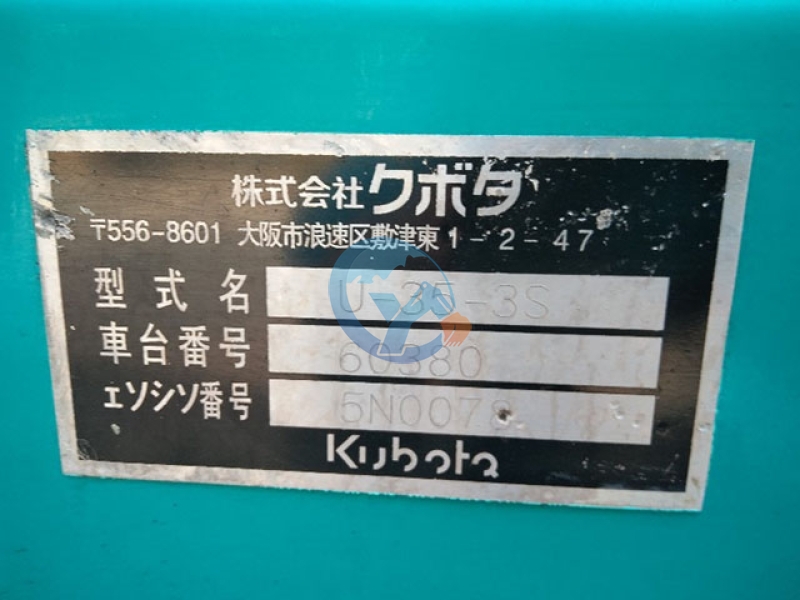 株式会社クボタ
〒556-8601 大阪市浪速区敷津東1-2-47
型式名 U-35-3S
車台番号 60380
エソシソ番号 5N0078
Kubota